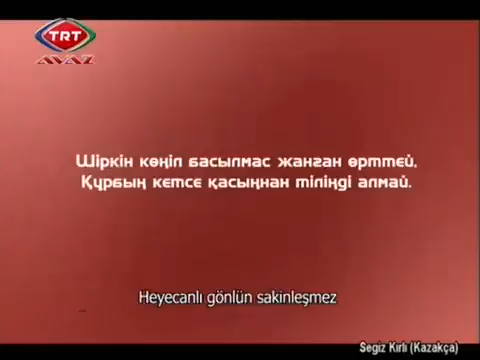 TRT
AVAZ
Шіркін көңіл басылмас жанған өрттей,
Құрбың кетсе қасыңнан тіліңді алмай.
Heyecanlı gönlün sakinleşmez
Segiz Kırlı (Kazakça)